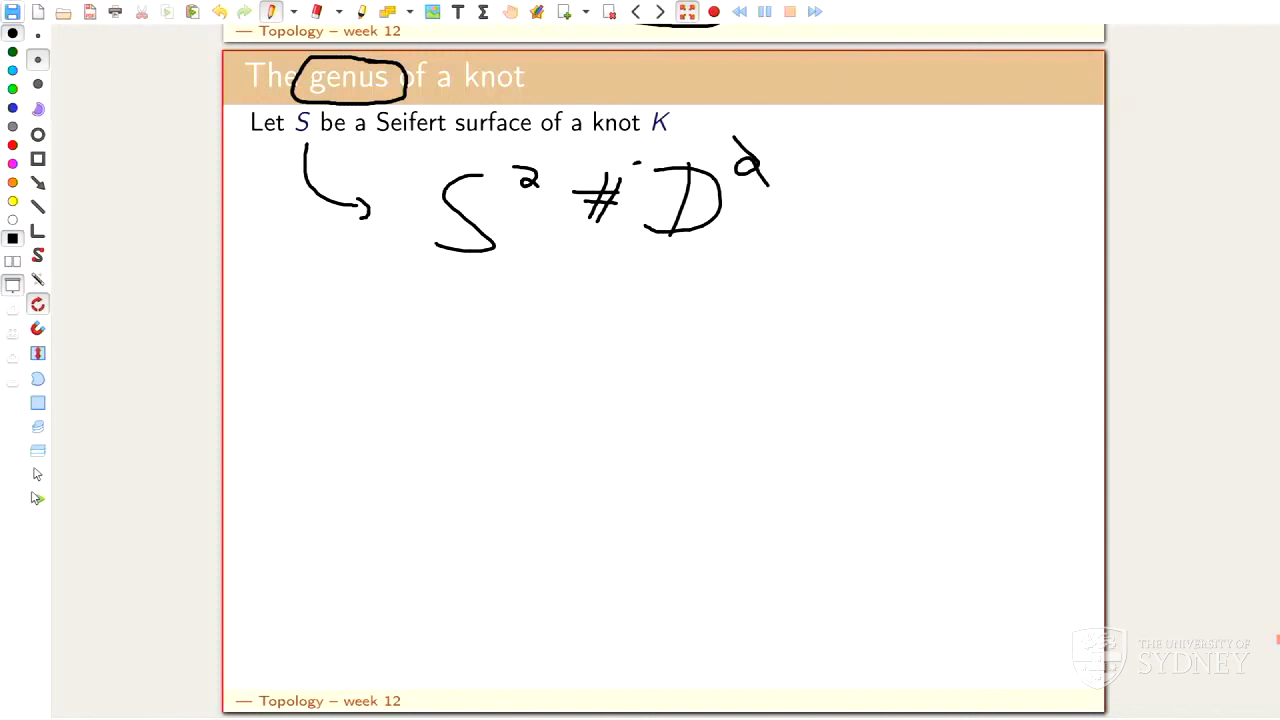 — Topology – week 12
The genus of a knot
Let S be a Seifert surface of a knot K
S² # D²
THE UNIVERSITY OF
SYDNEY
— Topology – week 12